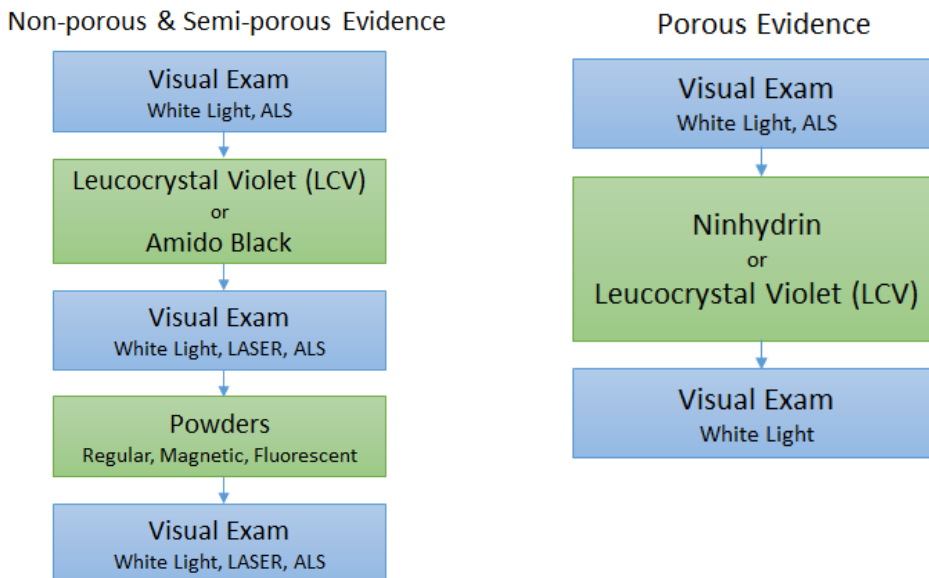 Non-porous & Semi-porous Evidence
Visual Exam
White Light, ALS
Leucocrystal Violet (LCV)
or
Amido Black
Visual Exam
White Light, LASER, ALS
Powders
Regular, Magnetic, Fluorescent
Visual Exam
White Light, LASER, ALS
Porous Evidence
Visual Exam
White Light, ALS
Ninhydrin
or
Leucocrystal Violet (LCV)
Visual Exam
White Light